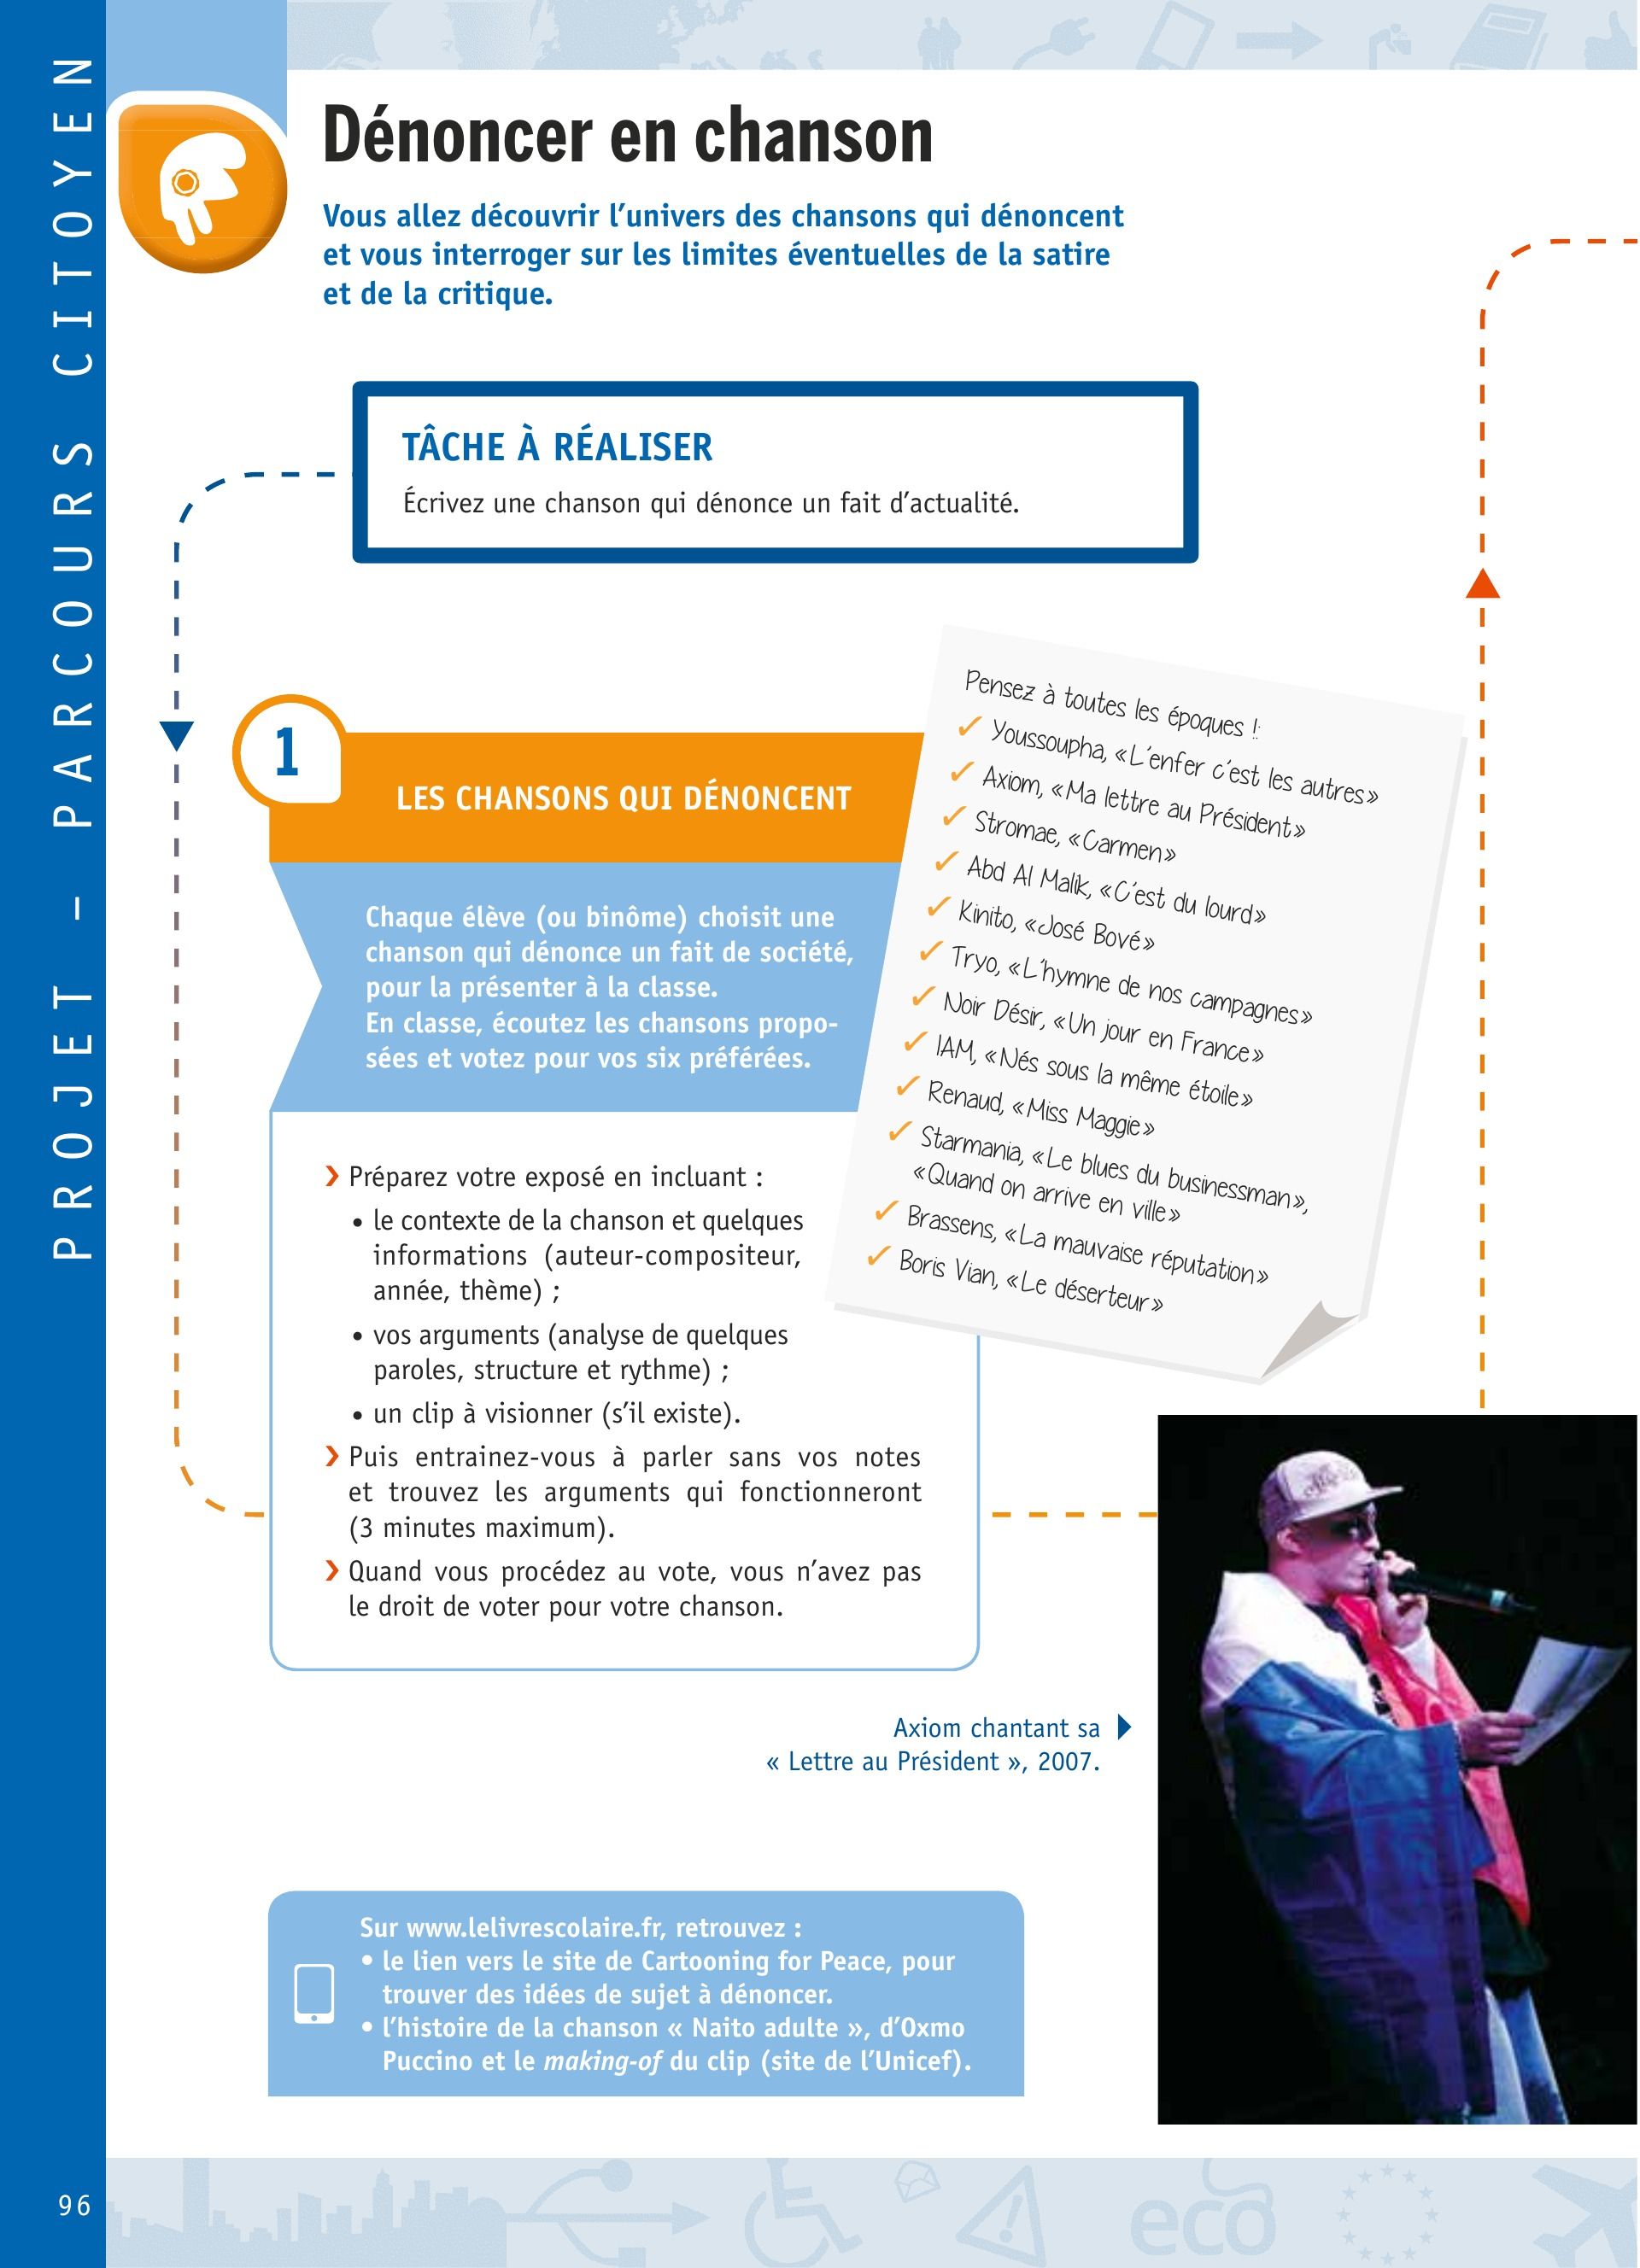 PROJET – PARCOURS CITOYEN
Dénoncer en chanson
Vous allez découvrir l'univers des chansons qui dénoncent
et vous interroger sur les limites éventuelles de la satire
et de la critique.
TÂCHE À RÉALISER
Écrivez une chanson qui dénonce un fait d'actualité.
1
LES CHANSONS QUI DÉNONCENT
Chaque élève (ou binôme) choisit une
chanson qui dénonce un fait de société,
pour la présenter à la classe.
En classe, écoutez les chansons propo-
sées et votez pour vos six préférées.
❯ Préparez votre exposé en incluant :
• le contexte de la chanson et quelques
informations (auteur-compositeur,
année, thème) ;
• vos arguments (analyse de quelques
paroles, structure et rythme) ;
• un clip à visionner (s'il existe).
❯ Puis entrainez-vous à parler sans vos notes
et trouvez les arguments qui fonctionneront
(3 minutes maximum).
❯ Quand vous procédez au vote, vous n'avez pas
le droit de voter pour votre chanson.
Pensez à toutes les époques !:
✓ Youssoupha, «L'enfer c'est les autres»
✓ Axiom, «Ma lettre au Président»
✓ Stromae, «Carmen»
✓ Abd Al Malik, «C'est du lourd»
✓ Kinito, «José Bové»
✓ Tryo, «L'hymne de nos campagnes»
✓ Noir Désir, «Un jour en France»
✓ IAM, «Nés sous la même étoile»
✓ Renaud, «Miss Maggie»
✓ Starmania, «Le blues du businessman»,
«Quand on arrive en ville»
✓ Brassens, «La mauvaise réputation»
✓ Boris Vian, «Le déserteur»
Axiom chantant sa
« Lettre au Président », 2007.
Sur www.lelivrescolaire.fr, retrouvez :
• le lien vers le site de Cartooning for Peace, pour
trouver des idées de sujet à dénoncer.
• l'histoire de la chanson « Naito adulte », d'Oxmo
Puccino et le making-of du clip (site de l'Unicef).
96
eco